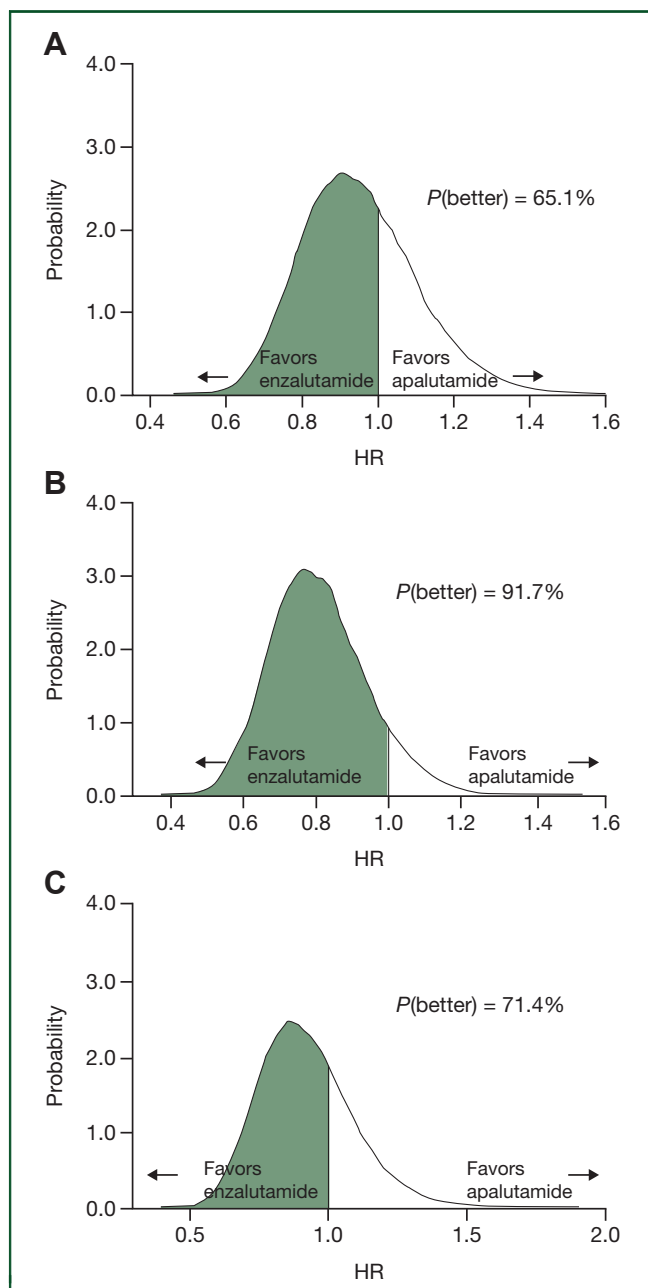 A
4.0
3.0
2.0
1.0
0.0
Probability
P(better) = 65.1%
Favors
enzalutamide
Favors
apalutamide
0.4 0.6 0.8 1.0 1.2 1.4 1.6
HR
B
4.0
3.0
2.0
1.0
0.0
Probability
P(better) = 91.7%
Favors
enzalutamide
Favors
apalutamide
0.4 0.6 0.8 1.0 1.2 1.4 1.6
HR
C
4.0
3.0
2.0
1.0
0.0
Probability
P(better) = 71.4%
Favors
enzalutamide
Favors
apalutamide
0.5 1.0 1.5 2.0
HR